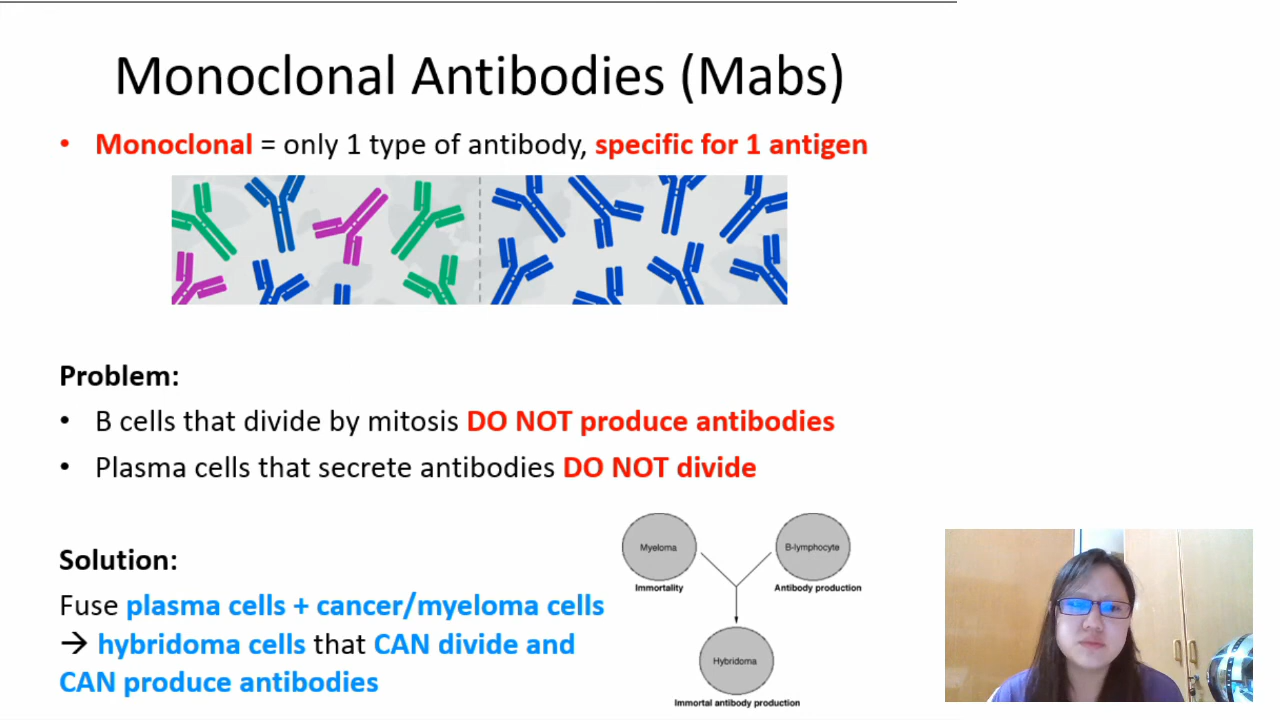 Monoclonal Antibodies (Mabs)
• Monoclonal = only 1 type of antibody, specific for 1 antigen
Problem:
• B cells that divide by mitosis DO NOT produce antibodies
• Plasma cells that secrete antibodies DO NOT divide
Solution:
Fuse plasma cells + cancer/myeloma cells
→ hybridoma cells that CAN divide and
CAN produce antibodies
Myeloma
B-lymphocyte
Immortality
Antibody production
Hybridoma
Immortal antibody production